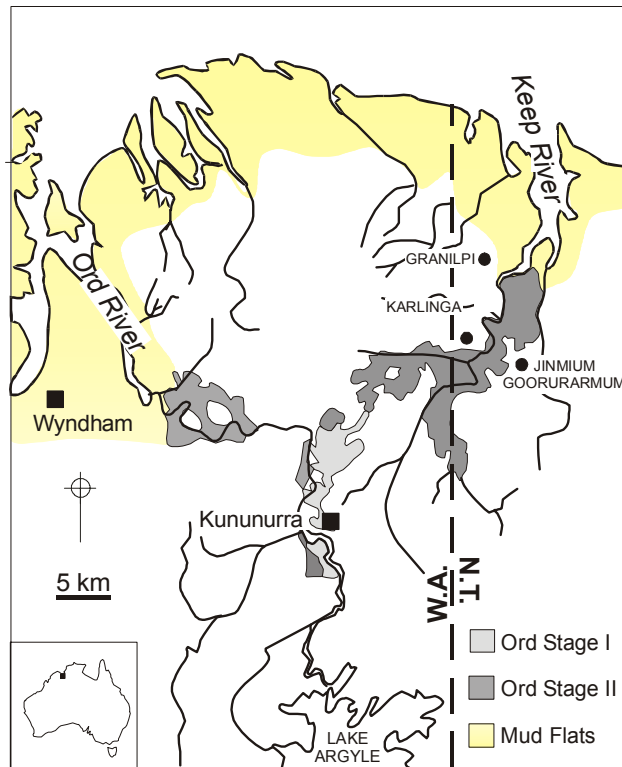 Keep River
GRANILPI
KARLINGA
Ord River
JINMIUM
GOORURARMUM
Wyndham
Kununurra
5 km
W.A.
N.T.
Ord Stage I
Ord Stage II
Mud Flats
LAKE
ARGYLE